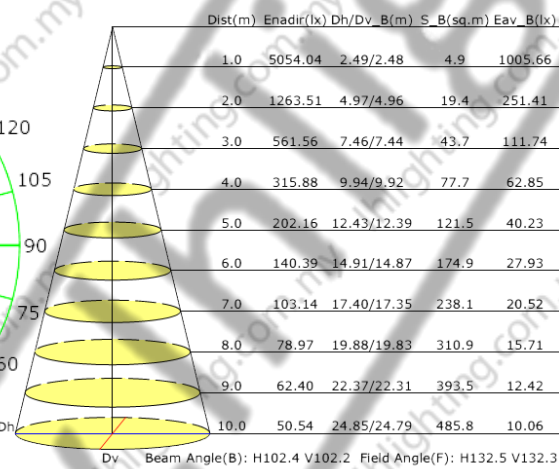 Dist(m) Enadir(lx) Dh/Dv_B(m) S_B(sq.m) Eav_B(lx)
1.0 5054.04 2.49/2.48 4.9 1005.66
2.0 1263.51 4.97/4.96 19.4 251.41
120
3.0 561.56 7.46/7.44 43.7 111.74
105
4.0 315.88 9.94/9.92 77.7 62.85
5.0 202.16 12.43/12.39 121.5 40.23
90
6.0 140.39 14.91/14.87 174.9 27.93
75
7.0 103.14 17.40/17.35 238.1 20.52
8.0 78.97 19.88/19.83 310.9 15.71
60
9.0 62.40 22.37/22.31 393.5 12.42
Dh
10.0 50.54 24.85/24.79 485.8 10.06
Dv
Beam Angle(B): H102.4 V102.2 Field Angle(F): H132.5 V132.3